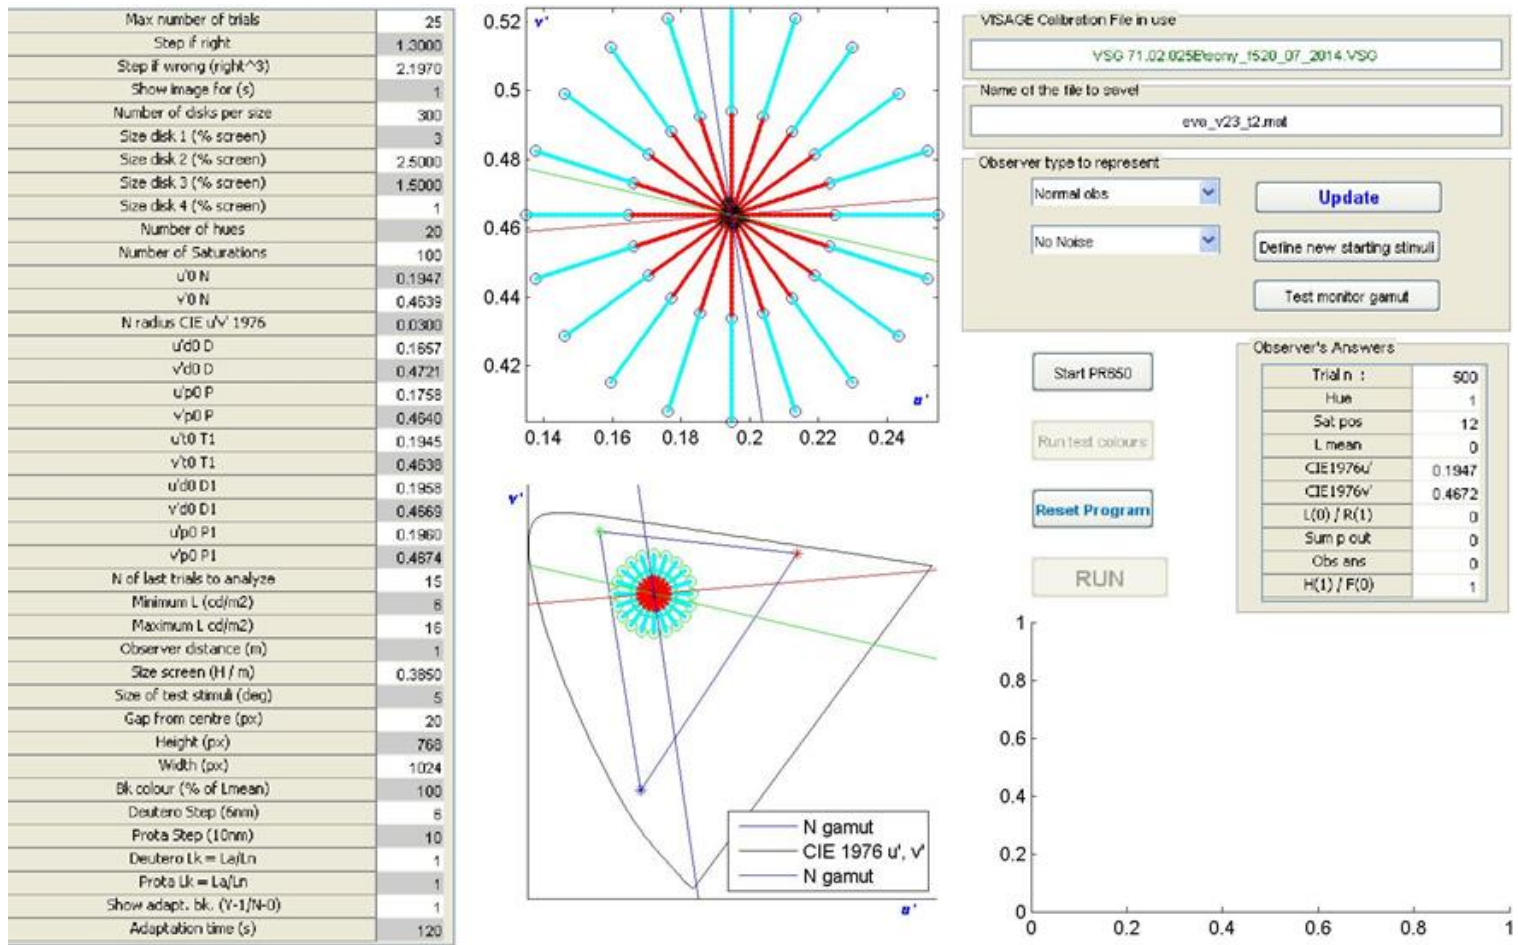 Max number of trials 25
Step if right 1.3000
Step if wrong (right^3) 2.1970
Show image for (s) 1
Number of disks per size 300
Size disk 1 (% screen) 3
Size disk 2 (% screen) 2.5000
Size disk 3 (% screen) 1.5000
Size disk 4 (% screen) 1
Number of hues 20
Number of Saturations 100
u'0 N 0.1947
v'0 N 0.4639
N radius CIE u'v' 1976 0.0300
u'd0 D 0.1657
v'd0 D 0.4721
u'p0 P 0.1758
v'p0 P 0.4640
u't0 T1 0.1945
v't0 T1 0.4638
u'd0 D1 0.1958
v'd0 D1 0.4669
u'p0 P1 0.1960
v'p0 P1 0.4674
N of last trials to analyze 15
Minimum L (cd/m2) 6
Maximum L cd/m2) 16
Observer distance (m) 1
Size screen (H / m) 0.3850
Size of test stimuli (deg) 5
Gap from centre (px) 20
Height (px) 768
Width (px) 1024
Bk colour (% of Lmean) 100
Deutero Step (6nm) 6
Prota Step (10nm) 10
Deutero Lk = La/Ln 1
Prota Lk = La/Ln 1
Show adapt. bk. (Y-1/N-0) 1
Adaptation time (s) 120
v'
0.52
0.5
0.48
0.46
0.44
0.42
u'
0.14 0.16 0.18 0.2 0.22 0.24
v'
N gamut
CIE 1976 u', v'
N gamut
u'
VISAGE Calibration File in use
VSG 71.02.025E\sony_f520_07_2014.VSG
Name of the file to save!
eva_v23_t2.mat
Observer type to represent
Normal obs
Update
No Noise
Define new starting stimuli
Test monitor gamut
Start PR650
Run test colours
Reset Program
RUN
Observer's Answers
Trial n : 500
Hue 1
Sat pos 12
L mean 0
CIE1976u' 0.1947
CIE1976v' 0.4672
L(0) / R(1) 0
Sum p out 0
Obs ans 0
H(1) / F(0) 1
1
0.8
0.6
0.4
0.2
0
0 0.2 0.4 0.6 0.8 1